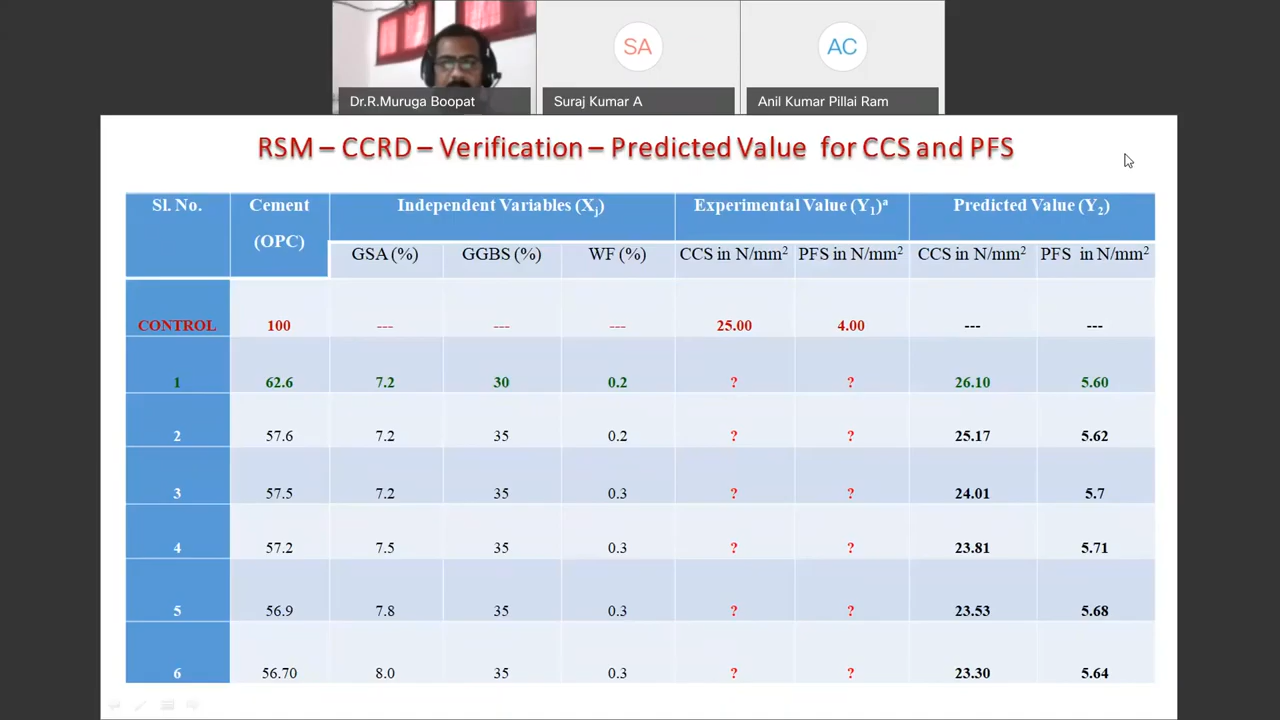 SA
AC
Dr.R.Muruga Boopat
Suraj Kumar A
Anil Kumar Pillai Ram
RSM – CCRD – Verification – Predicted Value for CCS and PFS
Sl. No. Cement (OPC) Independent Variables (Xj) Experimental Value (Y1)a Predicted Value (Y2)
GSA (%) GGBS (%) WF (%) CCS in N/mm2 PFS in N/mm2 CCS in N/mm2 PFS in N/mm2
CONTROL 100 --- --- --- 25.00 4.00 --- ---
1 62.6 7.2 30 0.2 ? ? 26.10 5.60
2 57.6 7.2 35 0.2 ? ? 25.17 5.62
3 57.5 7.2 35 0.3 ? ? 24.01 5.7
4 57.2 7.5 35 0.3 ? ? 23.81 5.71
5 56.9 7.8 35 0.3 ? ? 23.53 5.68
6 56.70 8.0 35 0.3 ? ? 23.30 5.64